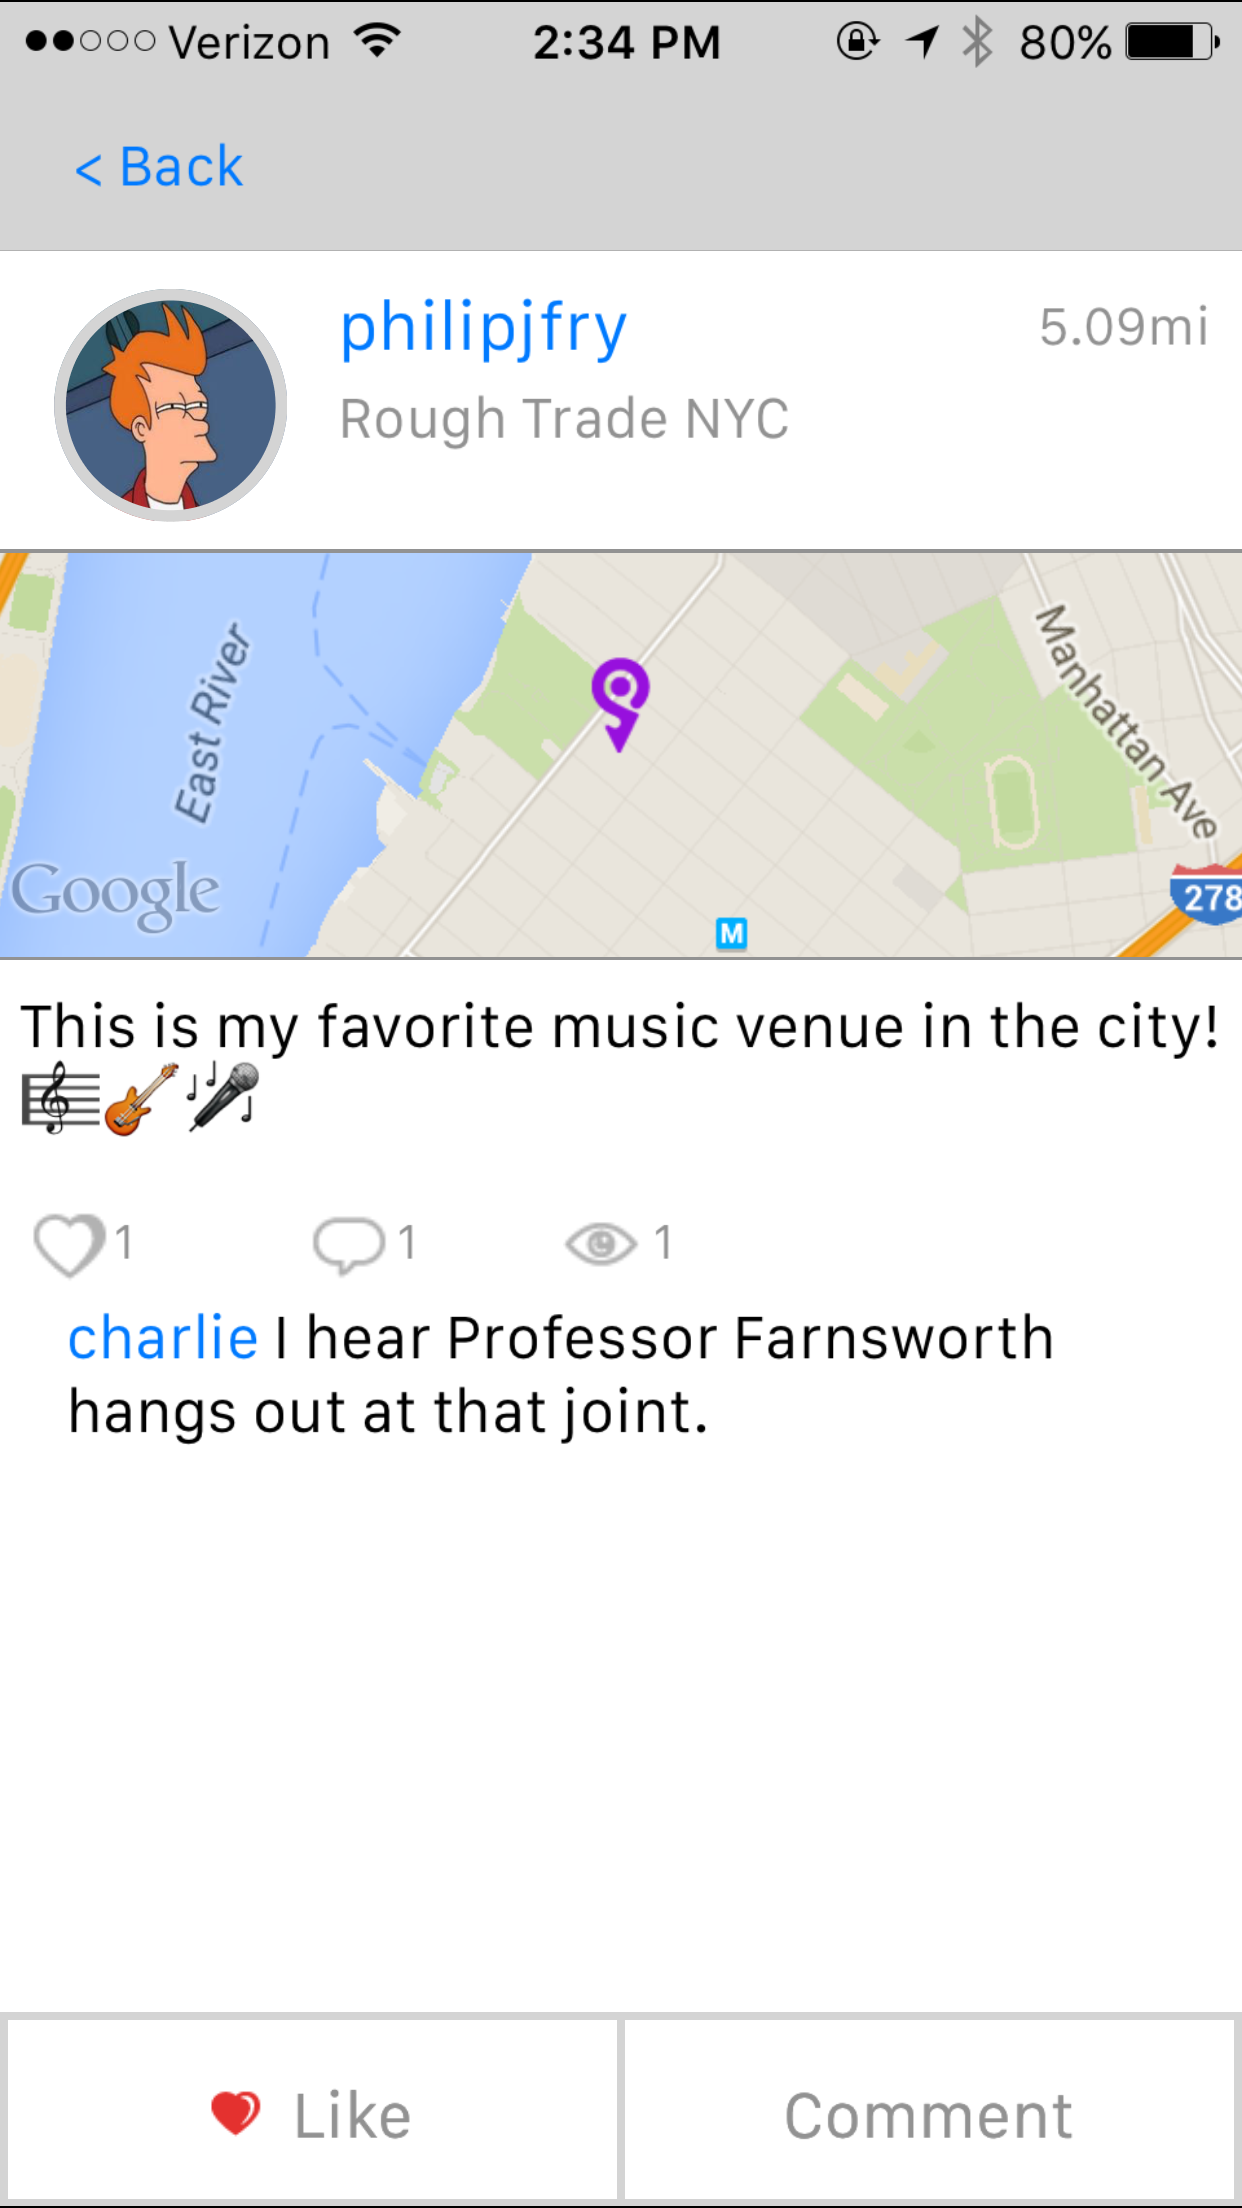 Verizon 2:34 PM 80%
< Back
philipjfry 5.09mi
Rough Trade NYC
East River
Manhattan Ave
Google
278
M
This is my favorite music venue in the city!
🎼🎸🎤
1 1 1
charlie I hear Professor Farnsworth
hangs out at that joint.
Like Comment